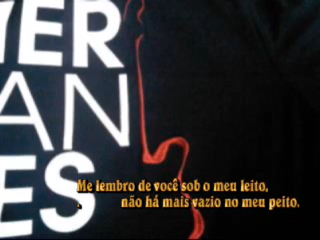 YER
AN
ES
Me lembro de você sob o meu leito,
. não há mais vazio no meu peito.